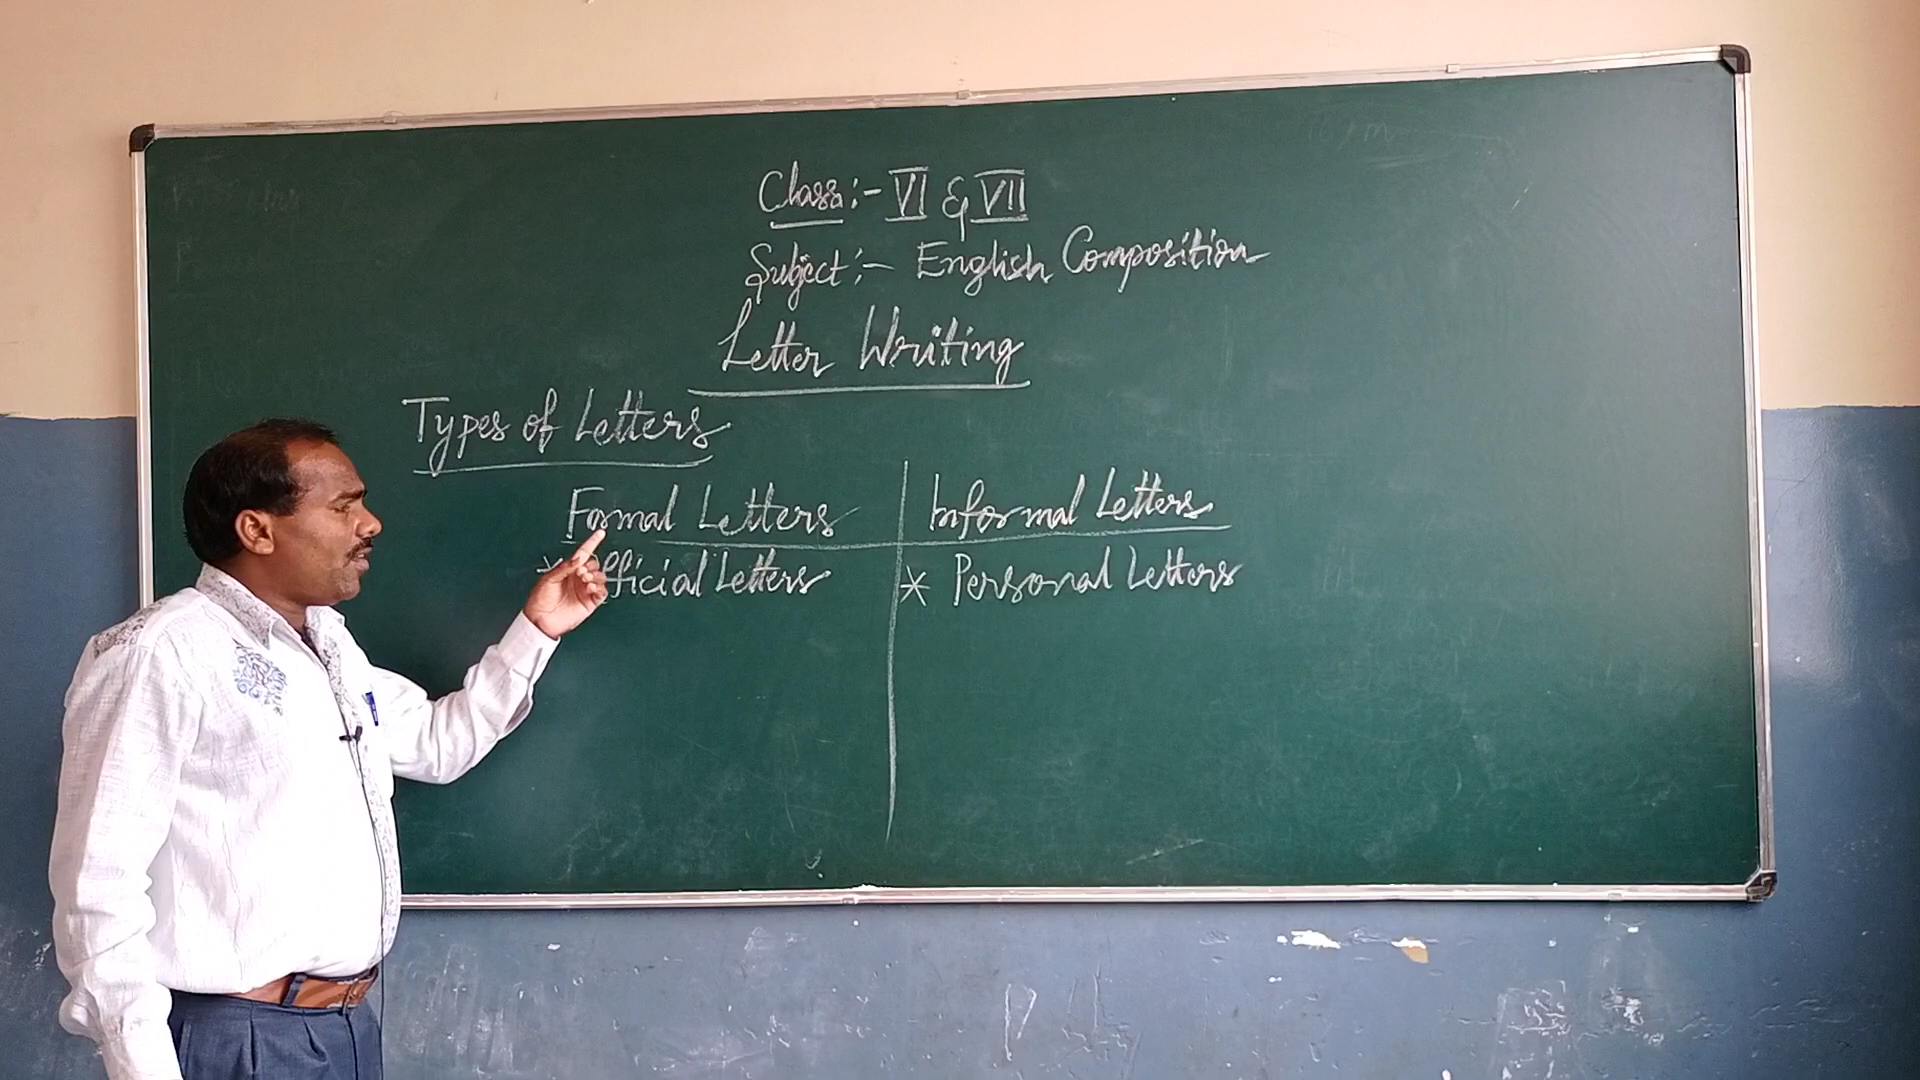 Class:- VI & VII
Subject:- English Composition
Letter Writing
Types of Letters
Formal Letters | Informal Letters
* Official Letters | * Personal Letters